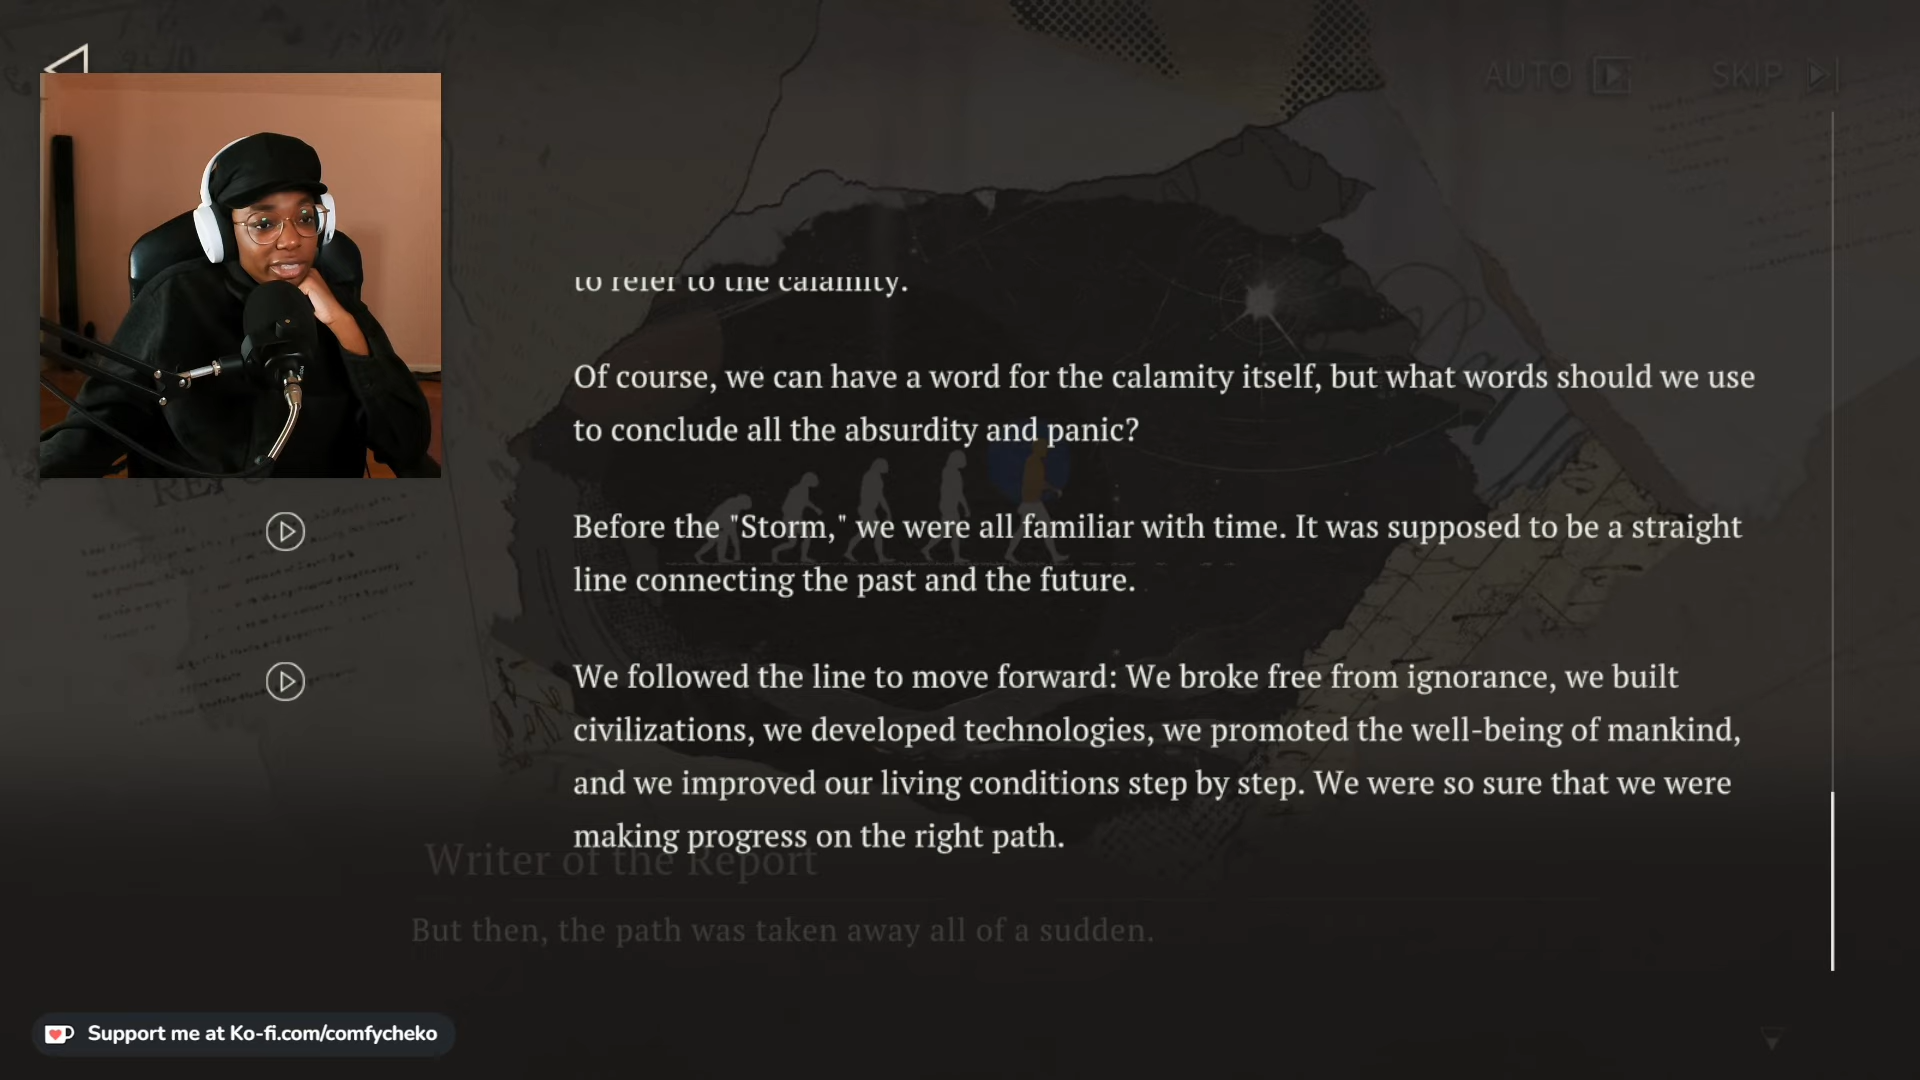 AUTO
SKIP
to refer to the calamity.
Of course, we can have a word for the calamity itself, but what words should we use
to conclude all the absurdity and panic?
Before the "Storm," we were all familiar with time. It was supposed to be a straight
line connecting the past and the future.
We followed the line to move forward: We broke free from ignorance, we built
civilizations, we developed technologies, we promoted the well-being of mankind,
and we improved our living conditions step by step. We were so sure that we were
making progress on the right path.
Writer of the Report
But then, the path was taken away all of a sudden.
Support me at Ko-fi.com/comfycheko